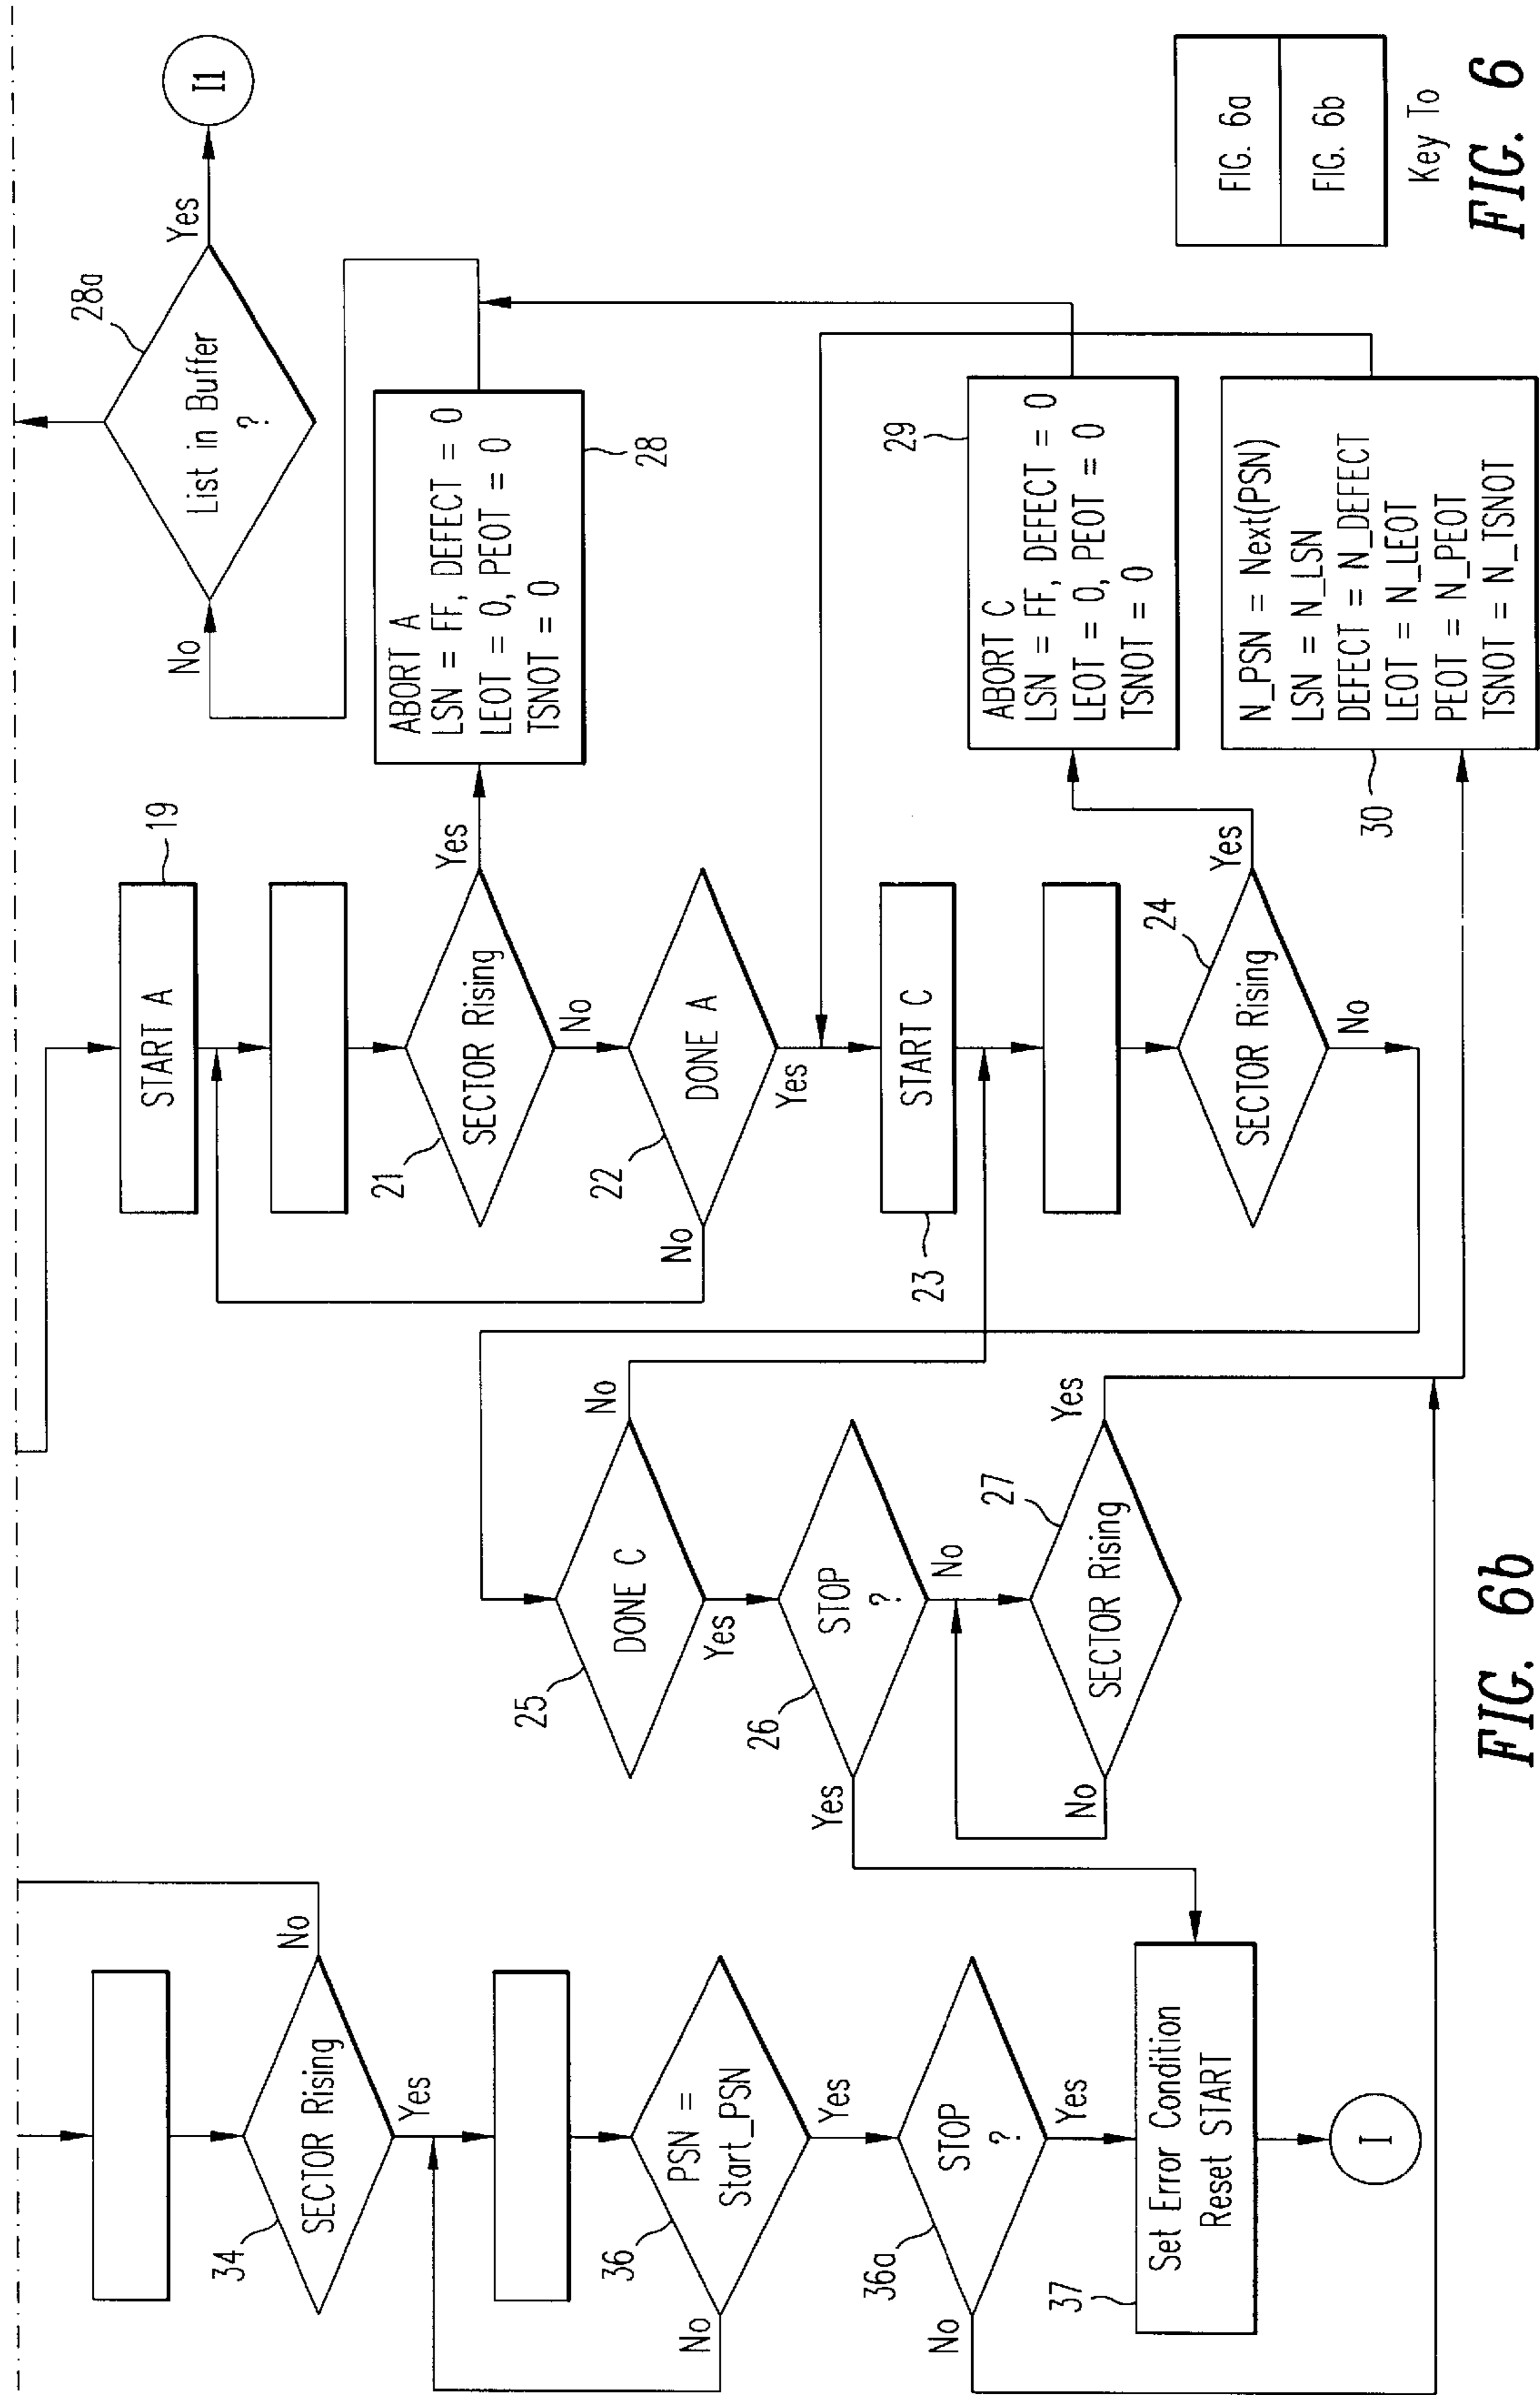 SECTOR Rising
34
No
Yes
PSN =
Start_PSN
36
No
Yes
STOP
?
36a
No
Yes
Set Error Condition
Reset START
37
I
DONE C
25
No
Yes
STOP
?
26
Yes
No
SECTOR Rising
27
No
Yes
START A
19
SECTOR Rising
21
Yes
No
DONE A
22
No
Yes
START C
23
SECTOR Rising
24
Yes
No
List in Buffer
?
28a
No
Yes
I1
ABORT A
LSN = FF, DEFECT = 0
LEOT = 0, PEOT = 0
TSNOT = 0
28
ABORT C
LSN = FF, DEFECT = 0
LEOT = 0, PEOT = 0
TSNOT = 0
29
N_PSN = Next(PSN)
LSN = N_LSN
DEFECT = N_DEFECT
LEOT = N_LEOT
PEOT = N_PEOT
TSNOT = N_TSNOT
30
FIG. 6a
FIG. 6b
Key To
FIG. 6
FIG. 6b